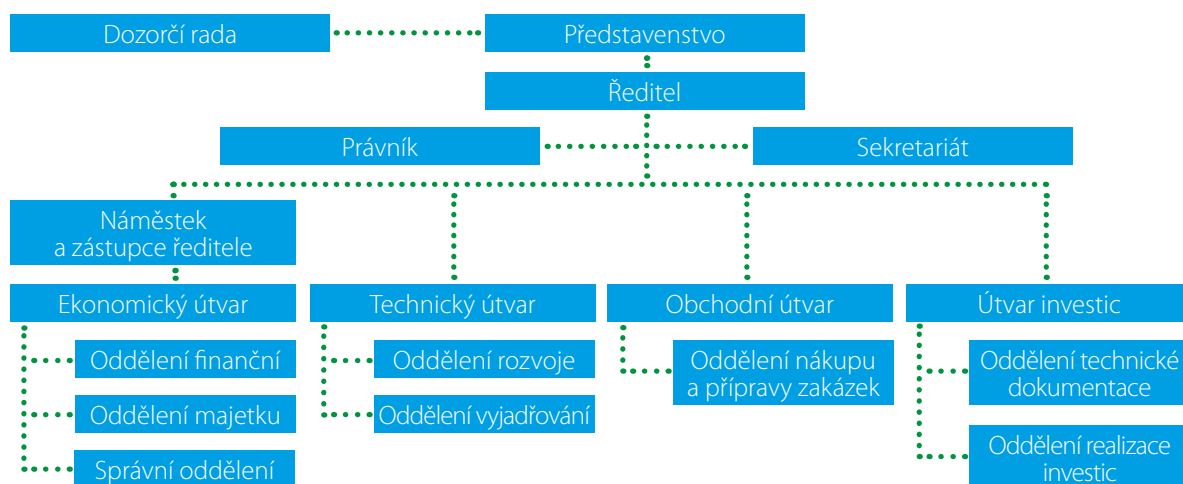 Dozorčí rada
Představenstvo
Ředitel
Právník
Sekretariát
Náměstek
a zástupce ředitele
Ekonomický útvar
Technický útvar
Obchodní útvar
Útvar investic
Oddělení finanční
Oddělení majetku
Správní oddělení
Oddělení rozvoje
Oddělení vyjadřování
Oddělení nákupu
a přípravy zakázek
Oddělení technické
dokumentace
Oddělení realizace
investic